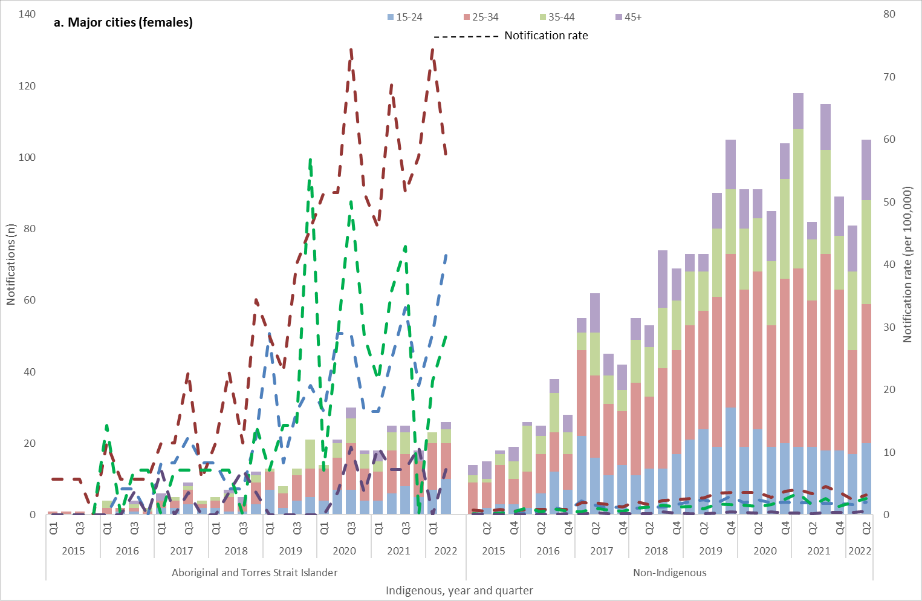 a. Major cities (females)
15-24 25-34 35-44 45+
Notification rate
140
120
100
80
60
40
20
0
Notifications (n)
80
70
60
50
40
30
20
10
0
Notification rate (per 100,000)
Q1 Q3 Q1 Q3 Q1 Q3 Q1 Q3 Q1 Q3 Q1 Q3 Q1 Q3 Q1 Q2 Q4 Q2 Q4 Q2 Q4 Q2 Q4 Q2 Q4 Q2 Q4 Q2 Q4 Q2
2015 2016 2017 2018 2019 2020 2021 2022 2015 2016 2017 2018 2019 2020 2021 2022
Aboriginal and Torres Strait Islander Non-Indigenous
Indigenous, year and quarter